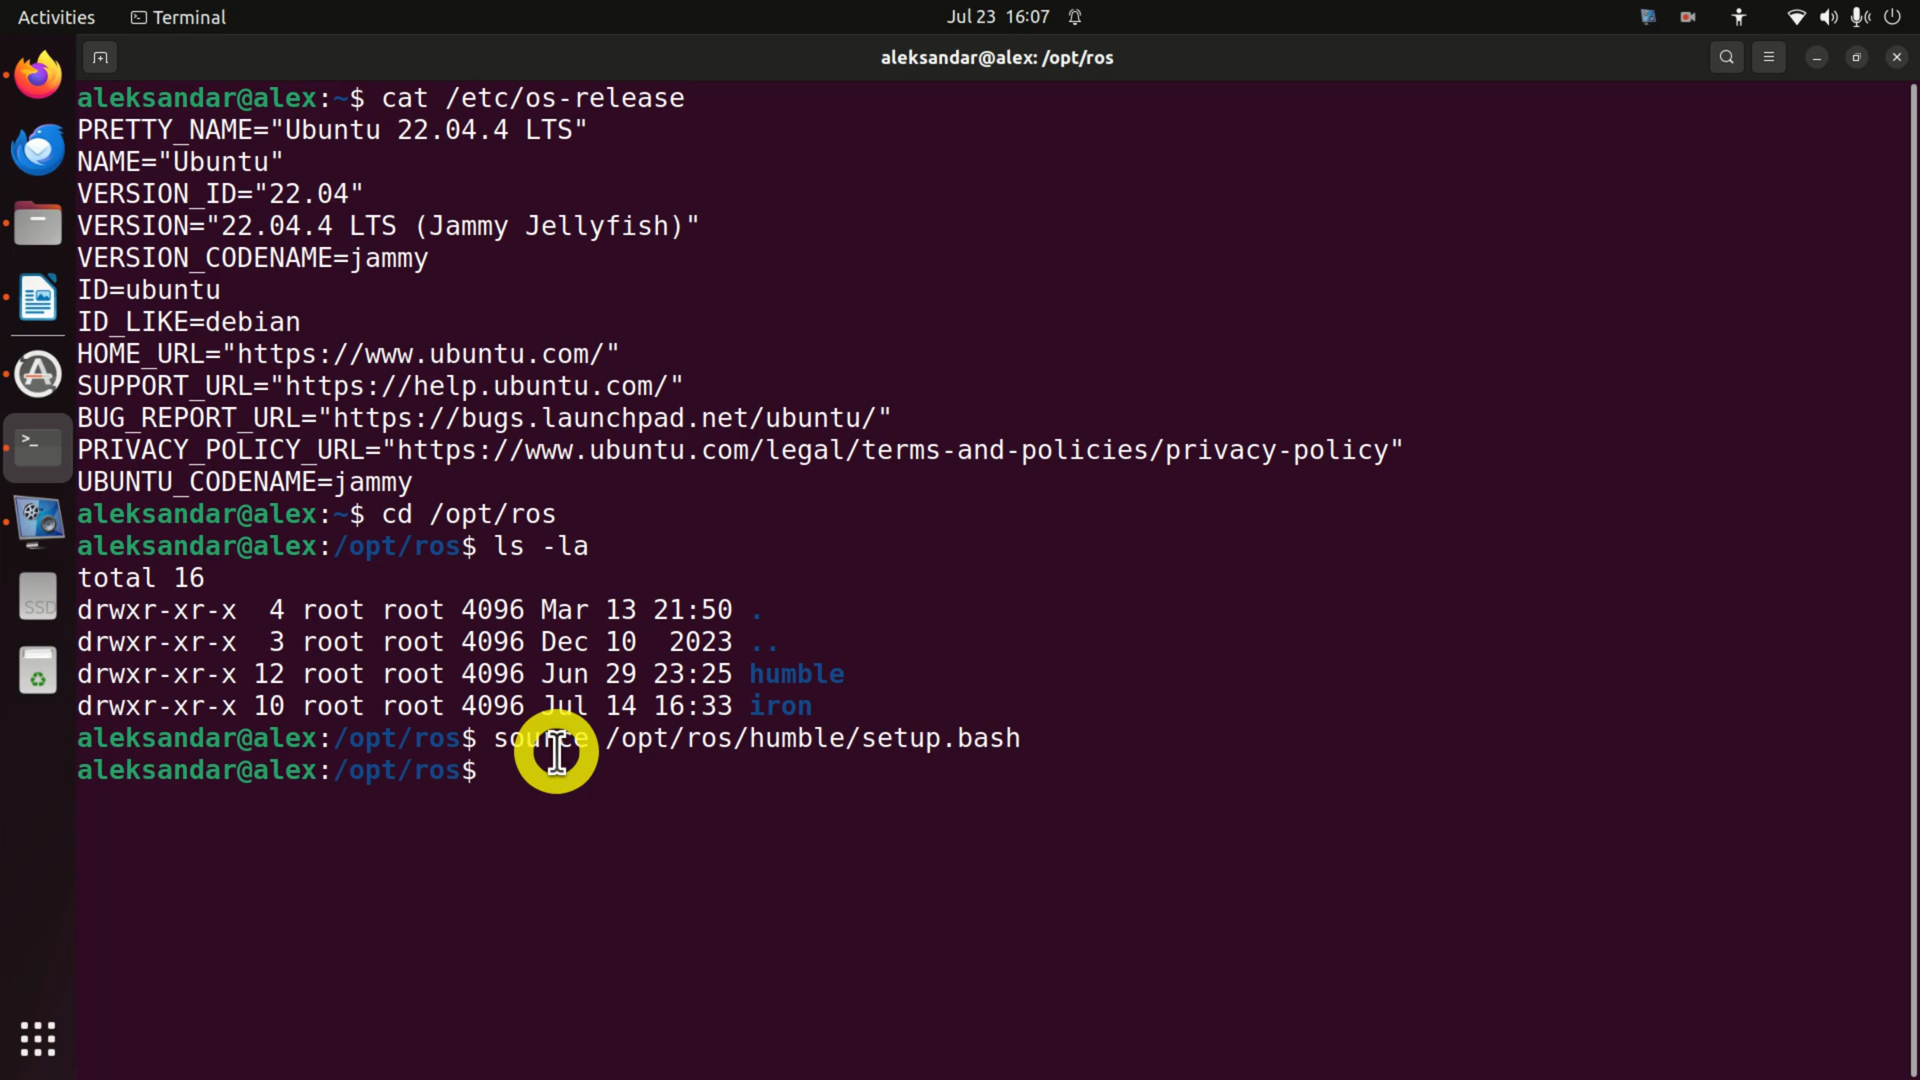 Activities Terminal Jul 23 16:07
aleksandar@alex: /opt/ros
aleksandar@alex:~$ cat /etc/os-release
PRETTY_NAME="Ubuntu 22.04.4 LTS"
NAME="Ubuntu"
VERSION_ID="22.04"
VERSION="22.04.4 LTS (Jammy Jellyfish)"
VERSION_CODENAME=jammy
ID=ubuntu
ID_LIKE=debian
HOME_URL="https://www.ubuntu.com/"
SUPPORT_URL="https://help.ubuntu.com/"
BUG_REPORT_URL="https://bugs.launchpad.net/ubuntu/"
PRIVACY_POLICY_URL="https://www.ubuntu.com/legal/terms-and-policies/privacy-policy"
UBUNTU_CODENAME=jammy
aleksandar@alex:~$ cd /opt/ros
aleksandar@alex:/opt/ros$ ls -la
total 16
drwxr-xr-x  4 root root 4096 Mar 13 21:50 .
drwxr-xr-x  3 root root 4096 Dec 10  2023 ..
drwxr-xr-x 12 root root 4096 Jun 29 23:25 humble
drwxr-xr-x 10 root root 4096 Jul 14 16:33 iron
aleksandar@alex:/opt/ros$ source /opt/ros/humble/setup.bash
aleksandar@alex:/opt/ros$
SSD